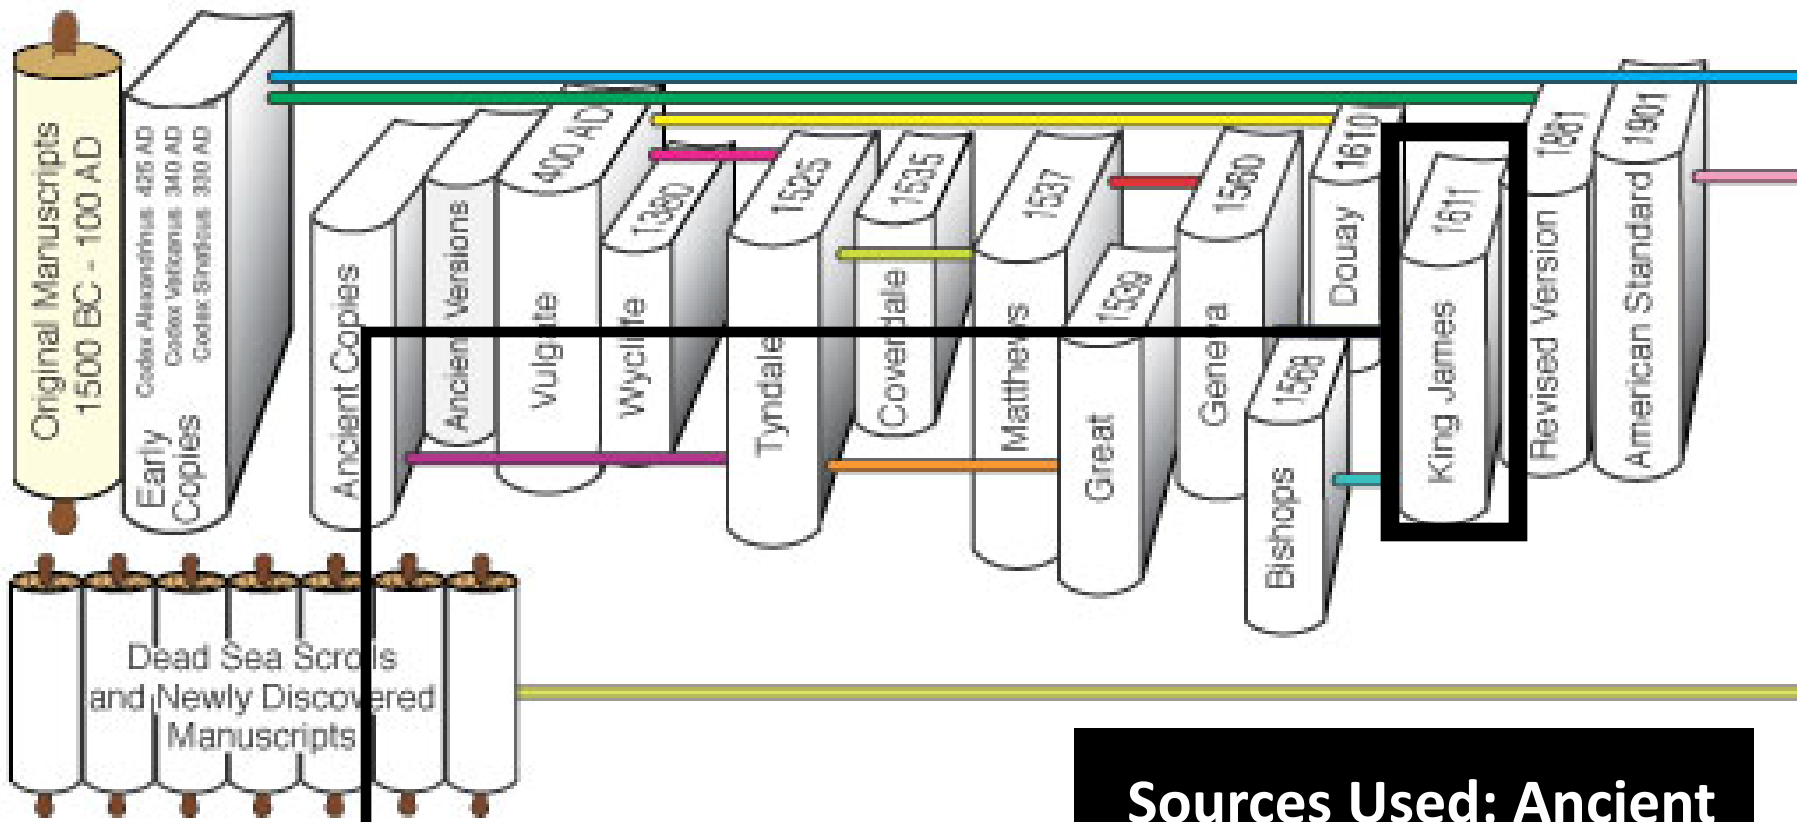 Original Manuscripts
1500 BC - 100 AD
Early
Copies
Codex Alexandrinus 425 AD
Codex Vaticanus 340 AD
Codex Sinaticus 330 AD
Ancient Copies
Ancient Versions
400 AD
Vulgate
1380
Wycliffe
1525
Tyndale
1535
Coverdale
1537
Matthews
1539
Great
1560
Geneva
1568
Bishops
1610
Douay
1611
King James
1881
Revised Version
1901
American Standard
Dead Sea Scrolls
and Newly Discovered
Manuscripts
Sources Used: Ancient